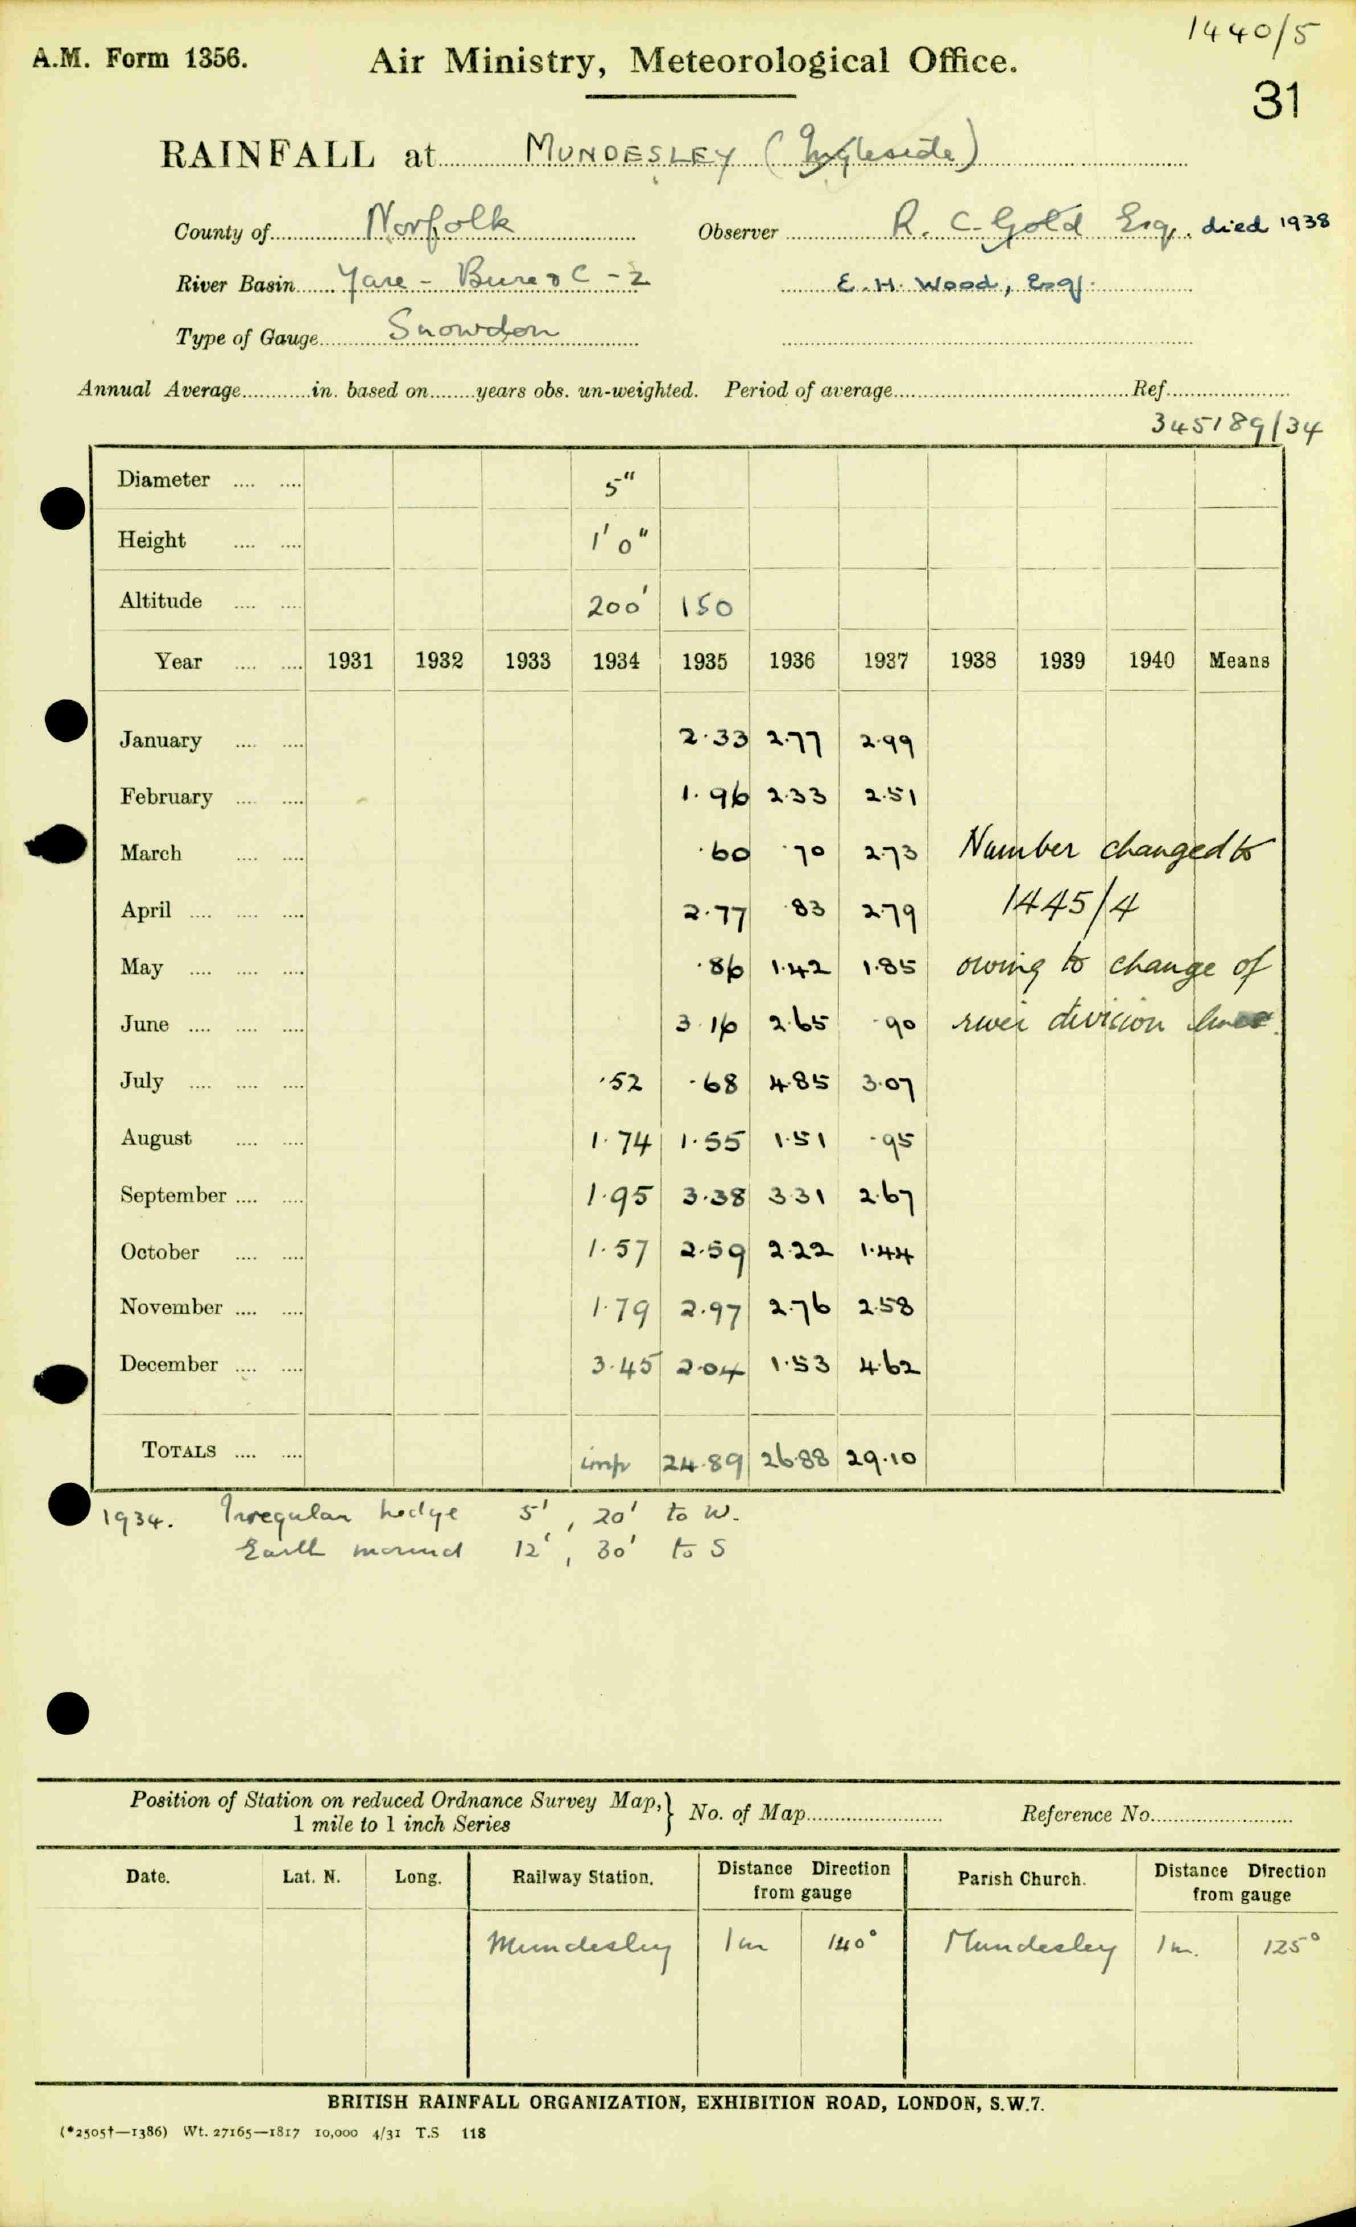 1440/5
A.M. Form 1356. Air Ministry, Meteorological Office.
31
RAINFALL at MUNDESLEY (Ingleside)
County of Norfolk Observer R. C. Gold Esq. died 1938
River Basin Yare - Bure & C - 2 E. H. Wood, Esq.
Type of Gauge Snowdon
Annual Average............in. based on........years obs. un-weighted. Period of average............Ref............
345189/34
Diameter .... .... 5"
Height .... .... 1' 0"
Altitude .... .... 200' 150
Year .... .... 1931 1932 1933 1934 1935 1936 1937 1938 1939 1940 Means
January .... .... 2.33 2.77 2.99
February .... .... 1.96 2.33 2.51
March .... .... .60 .70 2.73 Number changed to
April .... .... .... 2.77 .83 2.79 1445/4
May .... .... .... .86 1.42 1.85 owing to change of
June .... .... .... 3.16 2.65 .90 river division lines.
July .... .... .... .52 .68 4.85 3.07
August .... .... 1.74 1.55 1.51 .95
September .... .... 1.95 3.38 3.31 2.67
October .... .... 1.57 2.59 2.22 1.44
November .... .... 1.79 2.97 2.76 2.58
December .... .... 3.45 2.04 1.53 4.62
TOTALS .... .... imp 24.89 26.88 29.10
1934. Irregular hedge 5', 20' to W.
Earth mound 12', 30' to S
Position of Station on reduced Ordnance Survey Map,} No. of Map............ Reference No............
1 mile to 1 inch Series
Date. Lat. N. Long. Railway Station. Distance Direction from gauge Parish Church. Distance Direction from gauge
Mundesley 1m 140° Mundesley 1m. 125°
BRITISH RAINFALL ORGANIZATION, EXHIBITION ROAD, LONDON, S.W.7.
(*2505†—1386) Wt. 27165—1817 10,000 4/31 T.S 118